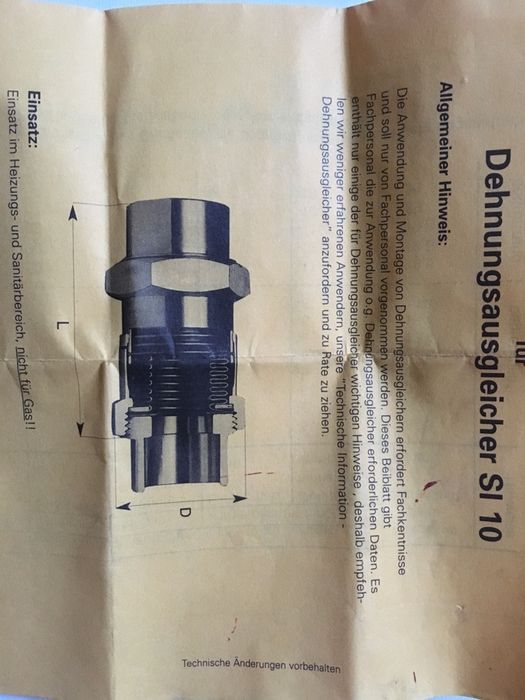 für
Dehnungsausgleicher SI 10
Allgemeiner Hinweis:
Die Anwendung und Montage von Dehnungsausgleichern erfordert Fachkentnisse
und soll nur von Fachpersonal vorgenommen werden. Dieses Beiblatt gibt
Fachpersonal die zur Anwendung o.g. Dehnungsausgleicher erforderlichen Daten. Es
enthält nur einige der für Dehnungsausgleicher wichtigen Hinweise , deshalb empfeh-
len wir weniger erfahrenen Anwendern, unsere "Technische Information -
Dehnungsausgleicher" anzufordern und zu Rate zu ziehen.
D
L
Einsatz:
Einsatz im Heizungs- und Sanitärbereich, nicht für Gas!!
Technische Änderungen vorbehalten